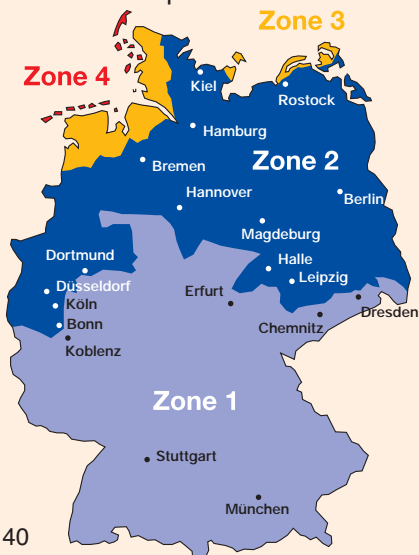 Zone 3
Zone 4
Kiel
Rostock
Hamburg
Zone 2
Bremen
Hannover
Berlin
Magdeburg
Dortmund
Halle
Düsseldorf
Leipzig
Erfurt
Köln
Dresden
Bonn
Chemnitz
Koblenz
Zone 1
Stuttgart
München
40